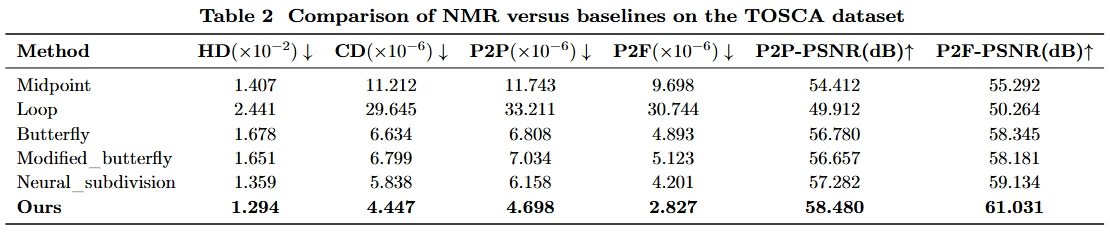 Table 2 Comparison of NMR versus baselines on the TOSCA dataset
Method HD(×10⁻²)↓ CD(×10⁻⁶)↓ P2P(×10⁻⁶)↓ P2F(×10⁻⁶)↓ P2P-PSNR(dB)↑ P2F-PSNR(dB)↑
Midpoint 1.407 11.212 11.743 9.698 54.412 55.292
Loop 2.441 29.645 33.211 30.744 49.912 50.264
Butterfly 1.678 6.634 6.808 4.893 56.780 58.345
Modified_butterfly 1.651 6.799 7.034 5.123 56.657 58.181
Neural_subdivision 1.359 5.838 6.158 4.201 57.282 59.134
Ours 1.294 4.447 4.698 2.827 58.480 61.031